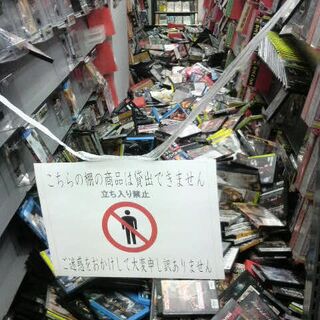 こちらの棚の商品は貸出できません
立ち入り禁止
ご迷惑をおかけして大変申し訳ありません